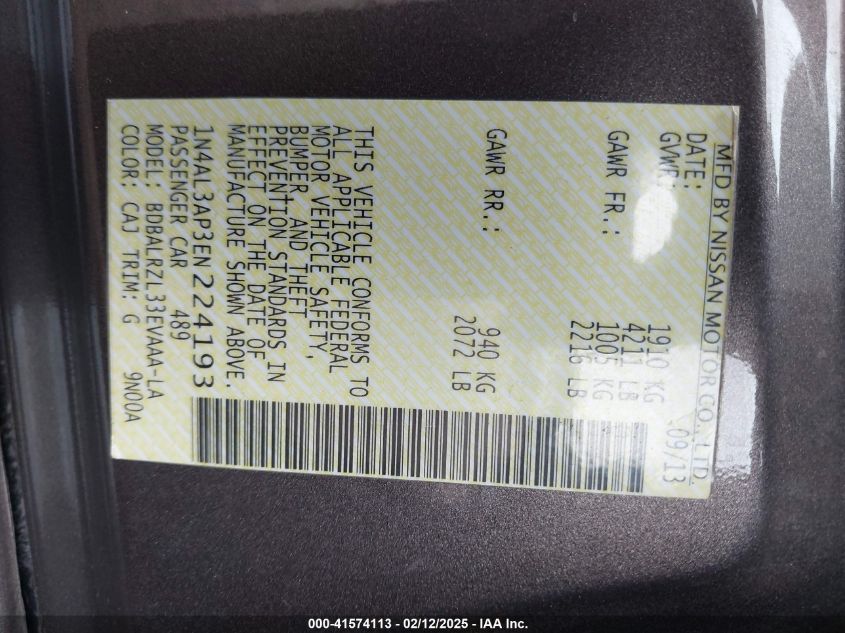 MFD BY NISSAN MOTOR CO., LTD.
DATE: 09/13
GVWR: 1910 KG
4211 LB
GAWR FR.: 1005 KG
2216 LB
GAWR RR.: 940 KG
2072 LB
THIS VEHICLE CONFORMS TO
ALL APPLICABLE FEDERAL
MOTOR VEHICLE SAFETY,
BUMPER, AND THEFT
PREVENTION STANDARDS IN
EFFECT ON THE DATE OF
MANUFACTURE SHOWN ABOVE.
1N4AL3AP3EN224193
PASSENGER CAR 489
MODEL: BDBALRZL33EVAAA-LA
COLOR: CAJ TRIM: G 9N00A
000-41574113 - 02/12/2025 - IAA Inc.